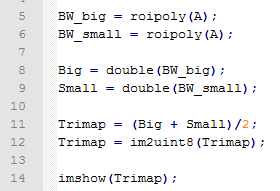 5 BW_big = roipoly(A);
6 BW_small = roipoly(A);
7
8 Big = double(BW_big);
9 Small = double(BW_small);
10
11 Trimap = (Big + Small)/2;
12 Trimap = im2uint8(Trimap);
13
14 imshow(Trimap);